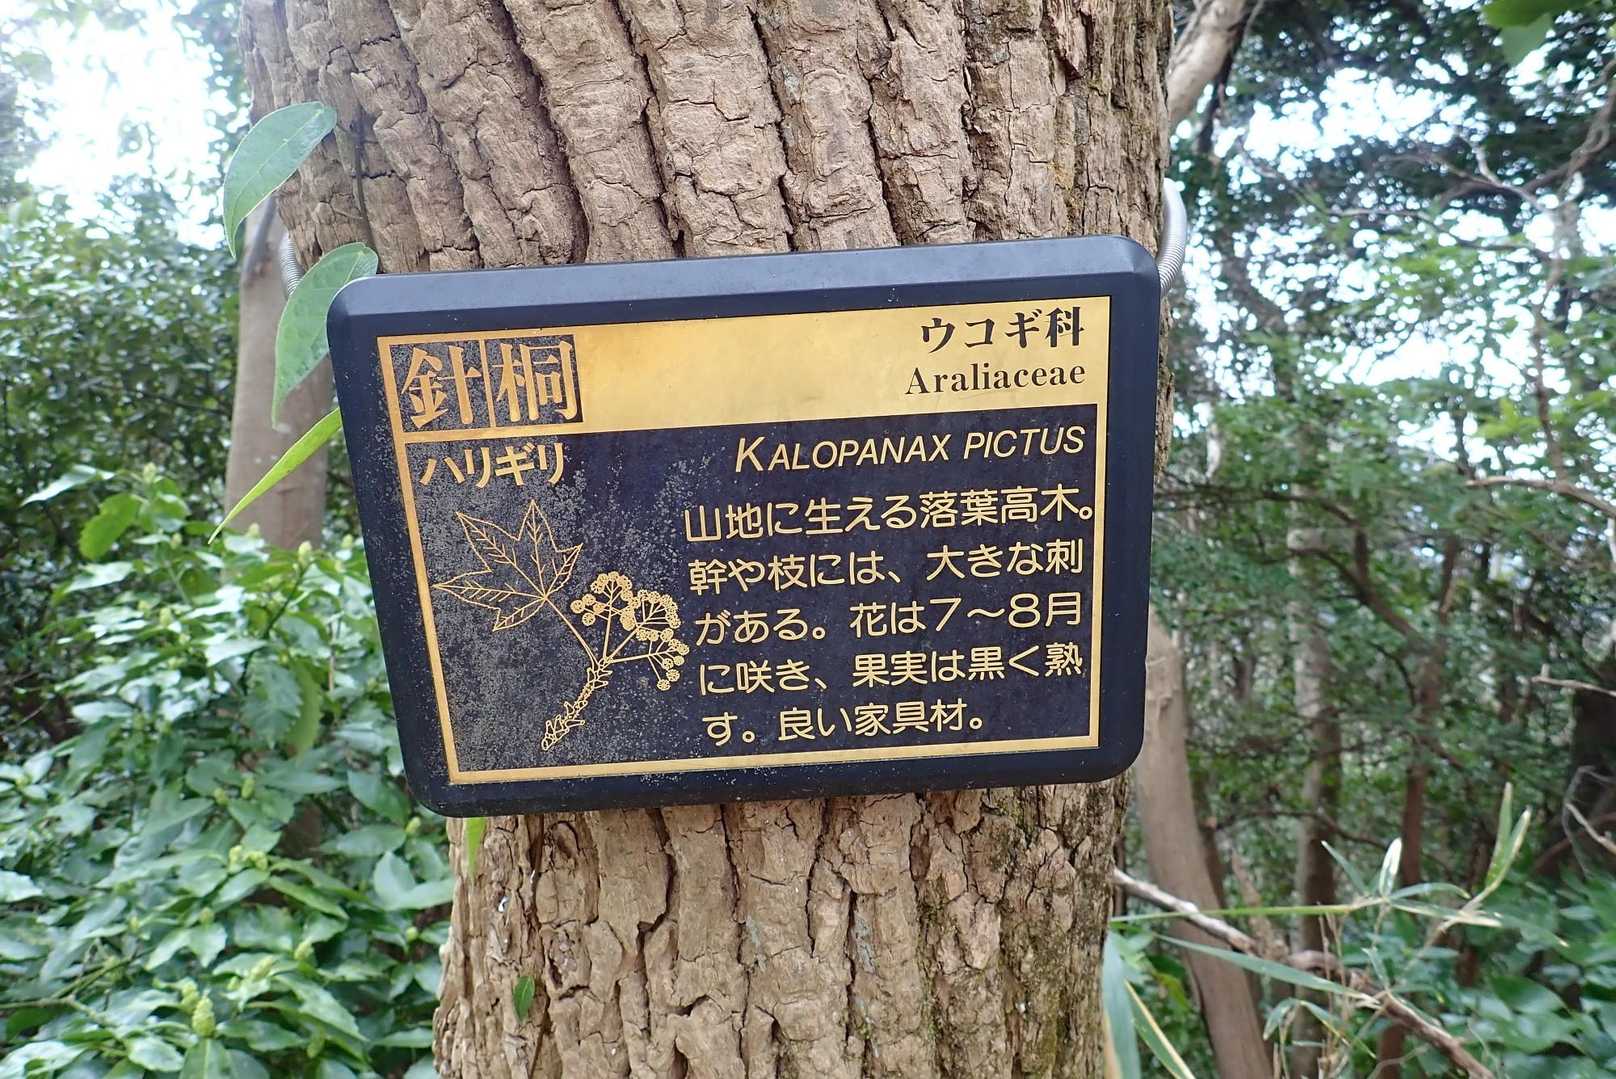 針桐
ウコギ科
Araliaceae
ハリギリ
KALOPANAX PICTUS
山地に生える落葉高木。
幹や枝には、大きな刺
がある。花は7〜8月
に咲き、果実は黒く熟
す。良い家具材。